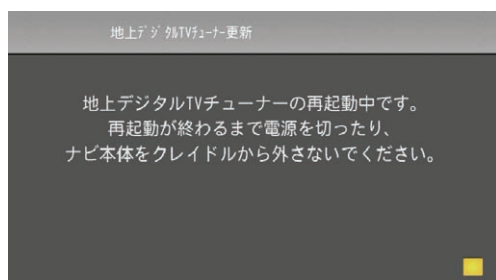 地上ﾃﾞｼﾞﾀﾙTVﾁｭｰﾅｰ更新
地上デジタルTVチューナーの再起動中です。
再起動が終わるまで電源を切ったり、
ナビ本体をクレイドルから外さないでください。